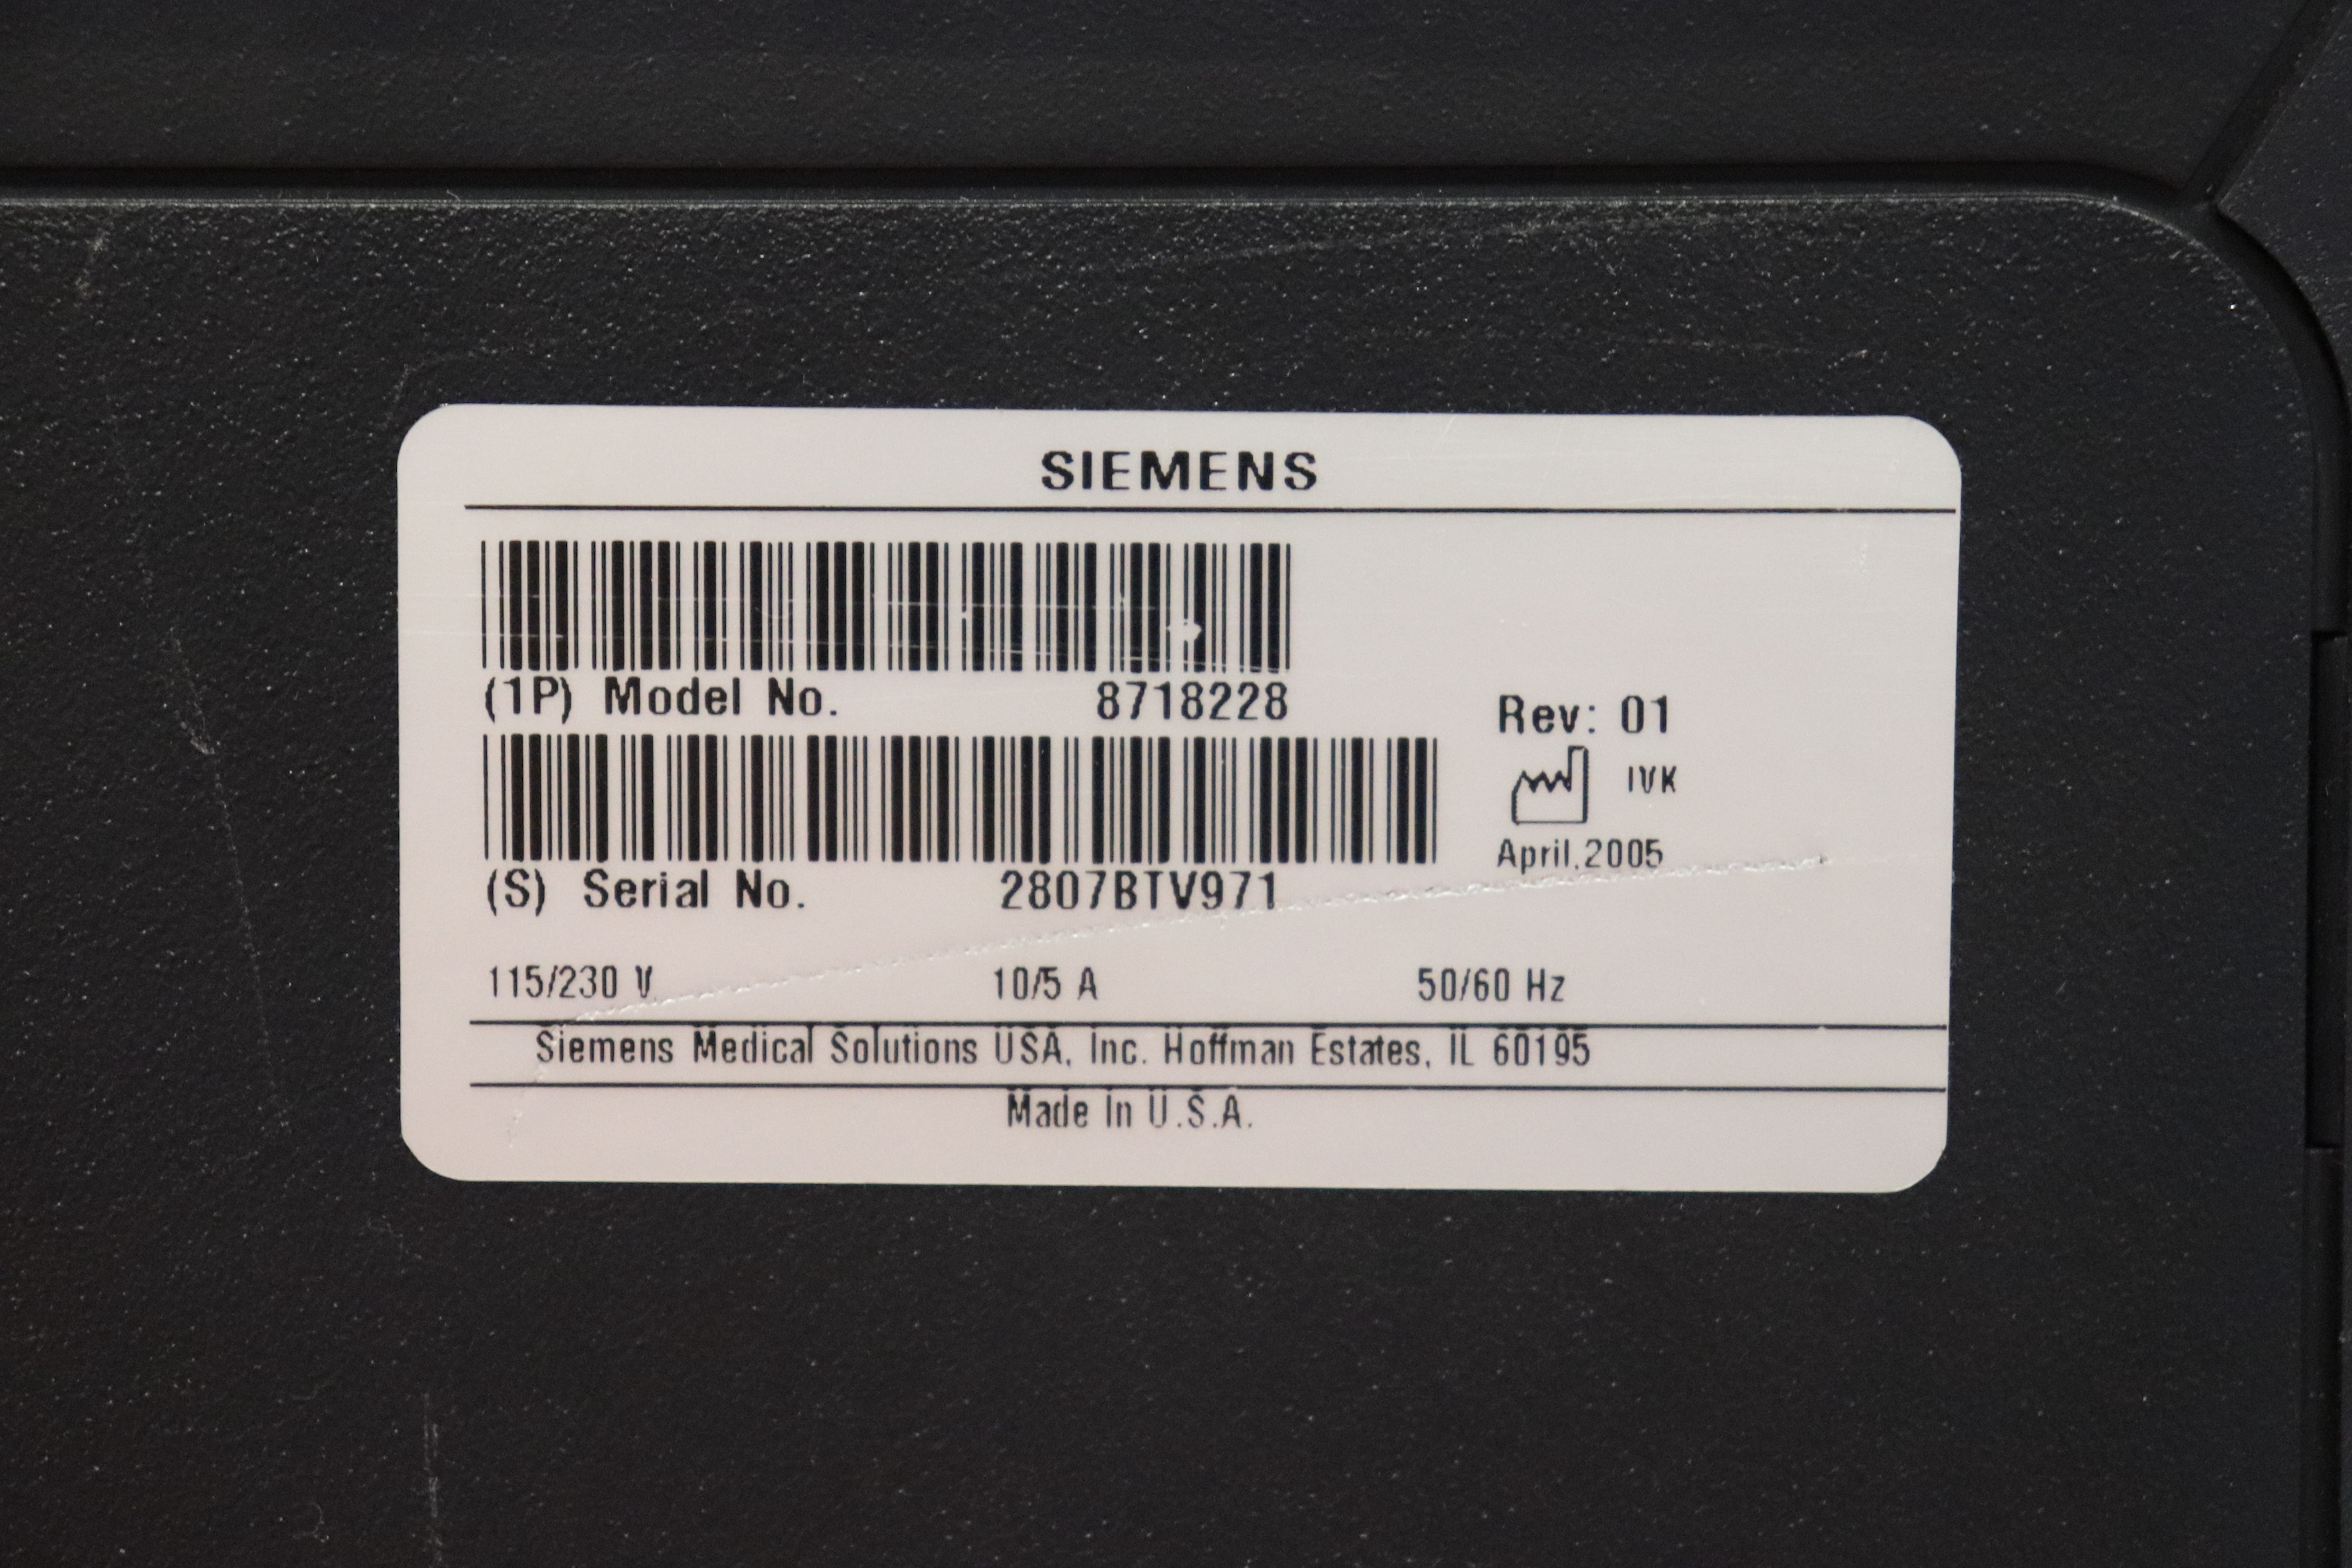 SIEMENS
(1P) Model No. 8718228
Rev: 01
IVK
(S) Serial No. 2807BTV971
April,2005
115/230 V 10/5 A 50/60 Hz
Siemens Medical Solutions USA, Inc. Hoffman Estates, IL 60195
Made In U.S.A.